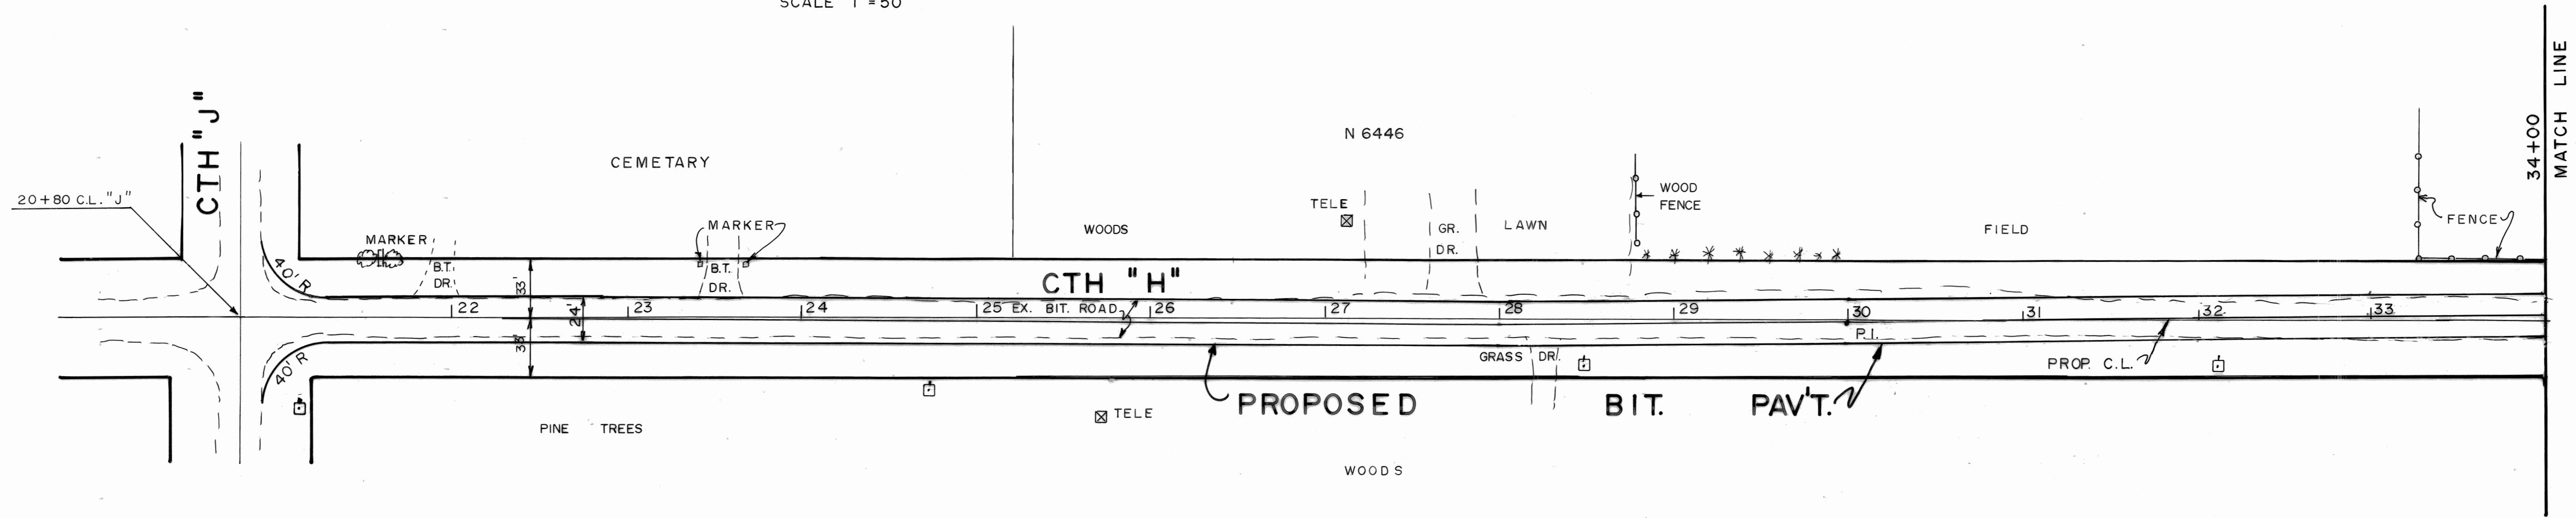 SCALE 1"=50'
CTH "J"
20+80 C.L. "J"
CEMETARY
N 6446
34+00
MATCH LINE
TELE
WOOD
FENCE
MARKER
MARKER
WOODS
GR.
DR.
LAWN
FIELD
FENCE
40' R
B.T.
DR.
B.T.
DR.
33'
CTH "H"
22
23
24
25
EX. BIT. ROAD
26
27
28
29
30
31
32
33
24'
33'
P.I.
40' R
GRASS DR.
PROP. C.L.
PROPOSED BIT. PAV'T.
TELE
PINE TREES
WOODS